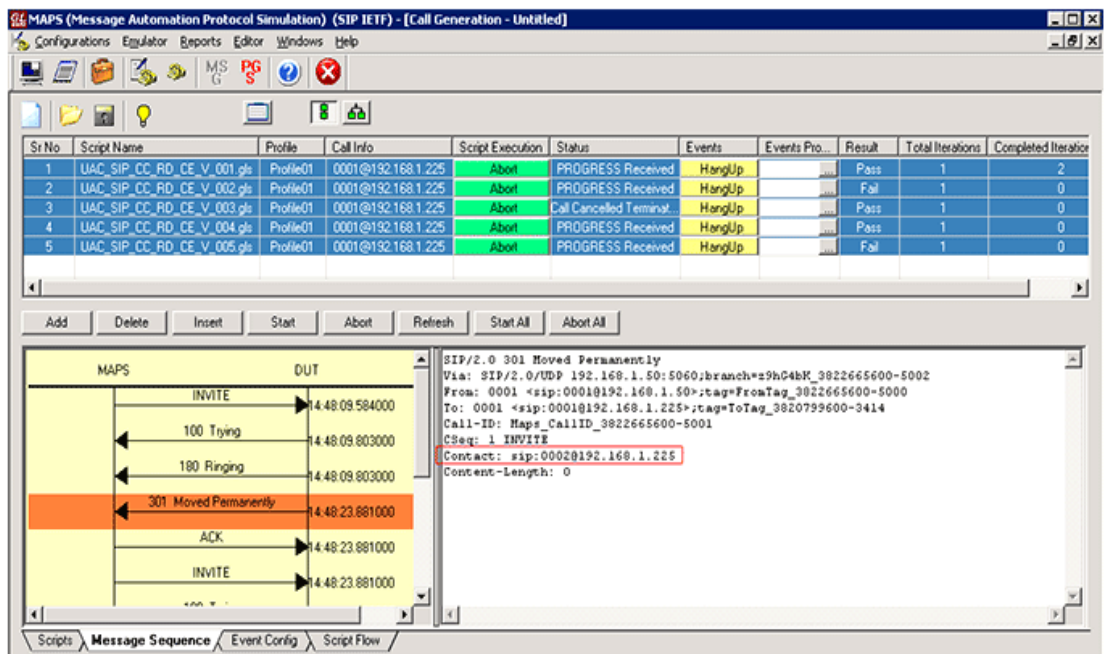 MAPS (Message Automation Protocol Simulation) (SIP IETF) - [Call Generation - Untitled]
Configurations Emulator Reports Editor Windows Help
MS G PG S
Sr No Script Name Profile Call Info Script Execution Status Events Events Pro... Result Total Iterations Completed Iteration
1 UAC_SIP_CC_RD_CE_V_001.gls Profile01 0001@192.168.1.225 Abort PROGRESS Received HangUp ... Pass 1 2
2 UAC_SIP_CC_RD_CE_V_002.gls Profile01 0001@192.168.1.225 Abort PROGRESS Received HangUp ... Fail 1 0
3 UAC_SIP_CC_RD_CE_V_003.gls Profile01 0001@192.168.1.225 Abort Call Cancelled Terminat... HangUp ... Pass 1 0
4 UAC_SIP_CC_RD_CE_V_004.gls Profile01 0001@192.168.1.225 Abort PROGRESS Received HangUp ... Pass 1 0
5 UAC_SIP_CC_RD_CE_V_005.gls Profile01 0001@192.168.1.225 Abort PROGRESS Received HangUp ... Fail 1 0
Add Delete Insert Start Abort Refresh Start All Abort All
MAPS DUT
INVITE
14:48:09.584000
100 Trying
14:48:09.803000
180 Ringing
14:48:09.803000
301 Moved Permanently
14:48:23.881000
ACK
14:48:23.881000
INVITE
14:48:23.881000
SIP/2.0 301 Moved Permanently
Via: SIP/2.0/UDP 192.168.1.50:5060;branch=z9hG4bK_3822665600-5002
From: 0001 <sip:0001@192.168.1.50>;tag=FromTag_3822665600-5000
To: 0001 <sip:0001@192.168.1.225>;tag=ToTag_3820799600-3414
Call-ID: Maps_CallID_3822665600-5001
CSeq: 1 INVITE
Contact: sip:0002@192.168.1.225
Content-Length: 0
Scripts Message Sequence Event Config Script Flow